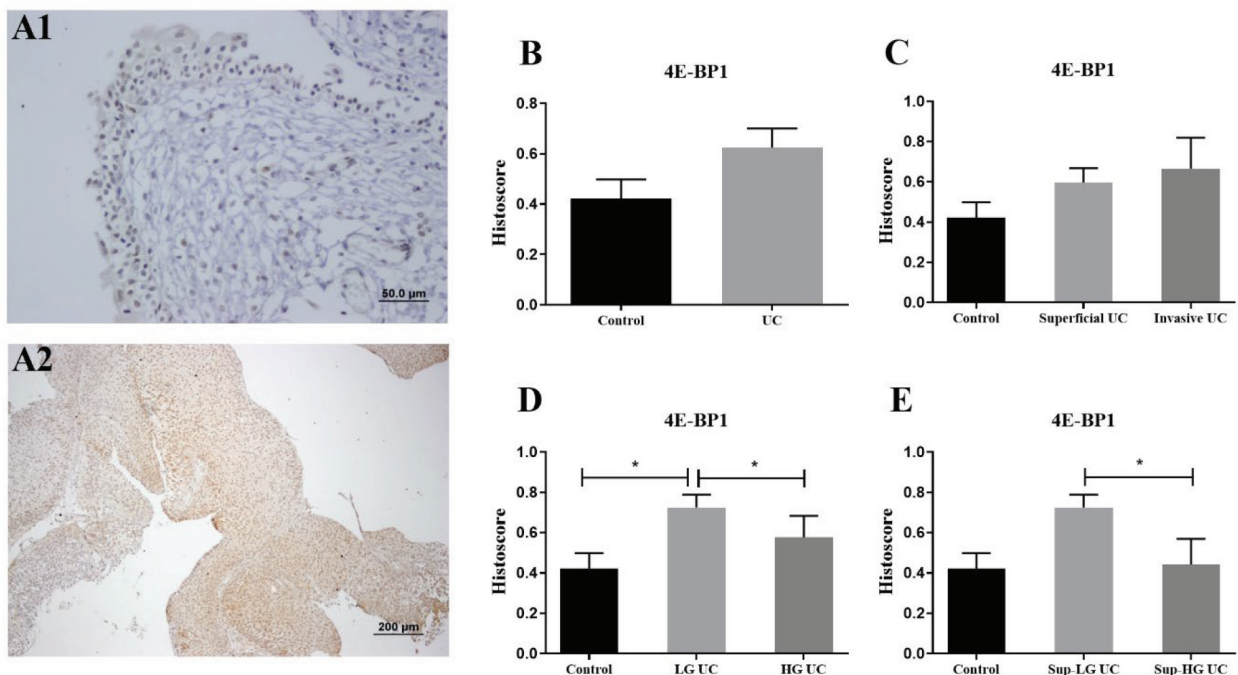 A1
50.0 µm
A2
200 µm
B
4E-BP1
Histoscore
0.8
0.6
0.4
0.2
0.0
Control
UC
C
4E-BP1
Histoscore
1.0
0.8
0.6
0.4
0.2
0.0
Control
Superficial UC
Invasive UC
D
4E-BP1
Histoscore
1.0
0.8
0.6
0.4
0.2
0.0
*
*
Control
LG UC
HG UC
E
4E-BP1
Histoscore
1.0
0.8
0.6
0.4
0.2
0.0
*
Control
Sup-LG UC
Sup-HG UC